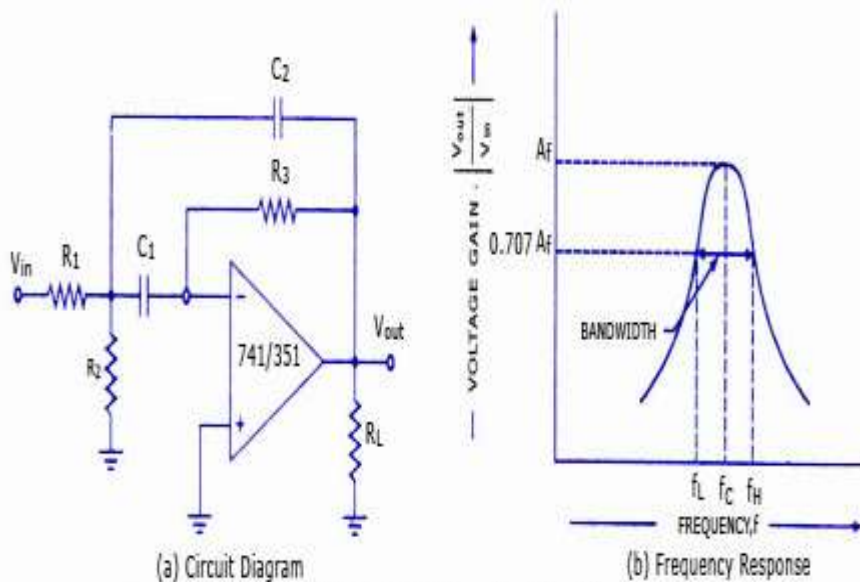 C2
R3
Vin
R1
C1
R2
741/351
−
+
Vout
RL
(a) Circuit Diagram
— VOLTAGE GAIN . |Vout/Vin|
AF
0.707 AF
BANDWIDTH
fL fC fH
FREQUENCY,f
(b) Frequency Response